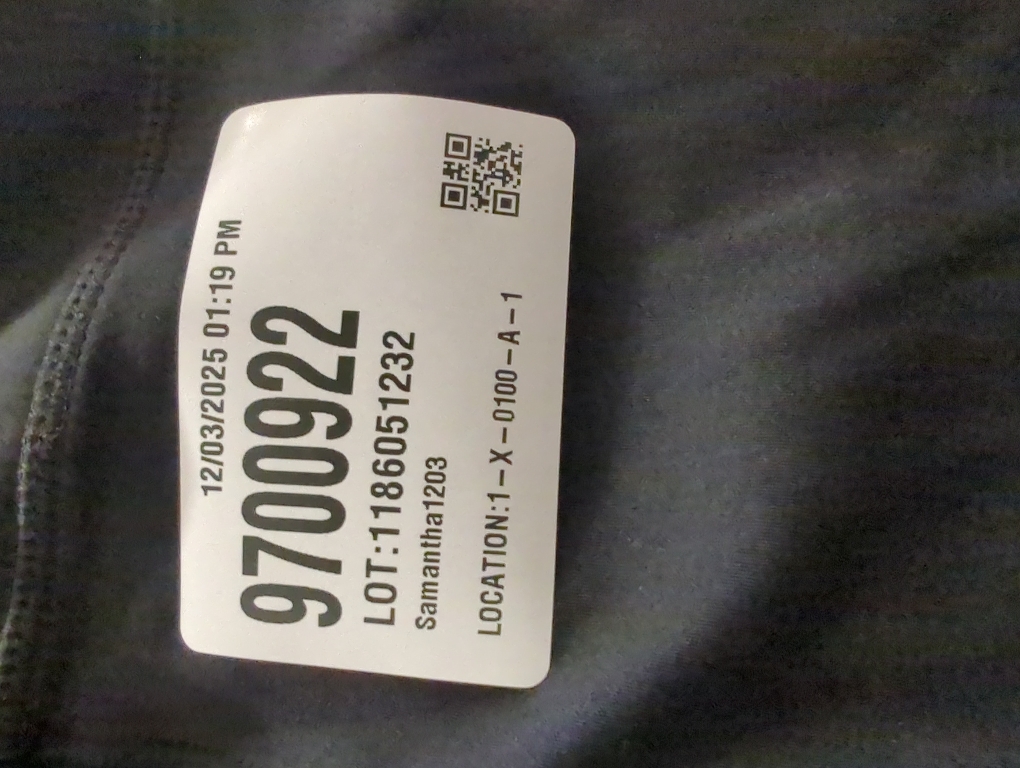 12/03/2025 01:19 PM
9700922
LOT:1186051232
Samantha1203
LOCATION:1-X-0100-A-1